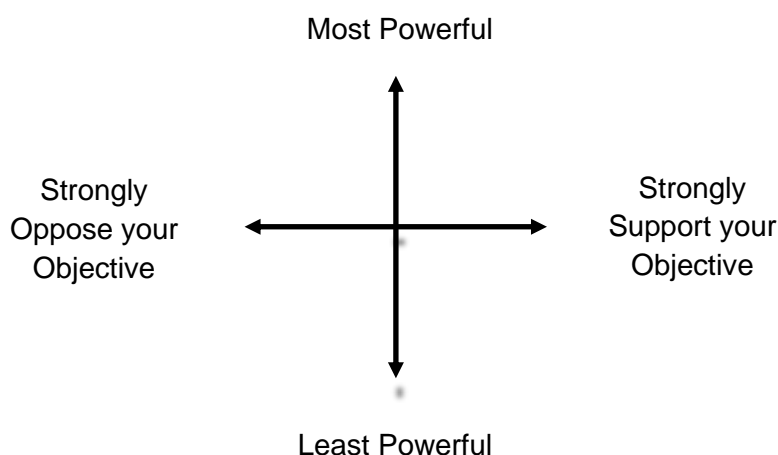 Most Powerful
Strongly
Oppose your
Objective
Strongly
Support your
Objective
Least Powerful